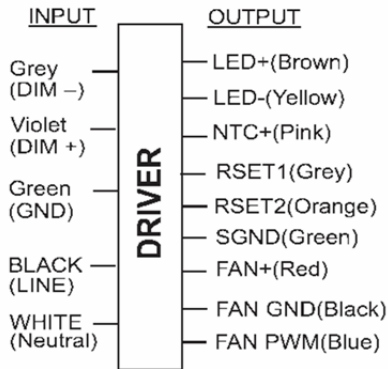 INPUT
OUTPUT
Grey
(DIM –)
Violet
(DIM +)
Green
(GND)
BLACK
(LINE)
WHITE
(Neutral)
DRIVER
LED+(Brown)
LED-(Yellow)
NTC+(Pink)
RSET1(Grey)
RSET2(Orange)
SGND(Green)
FAN+(Red)
FAN GND(Black)
FAN PWM(Blue)